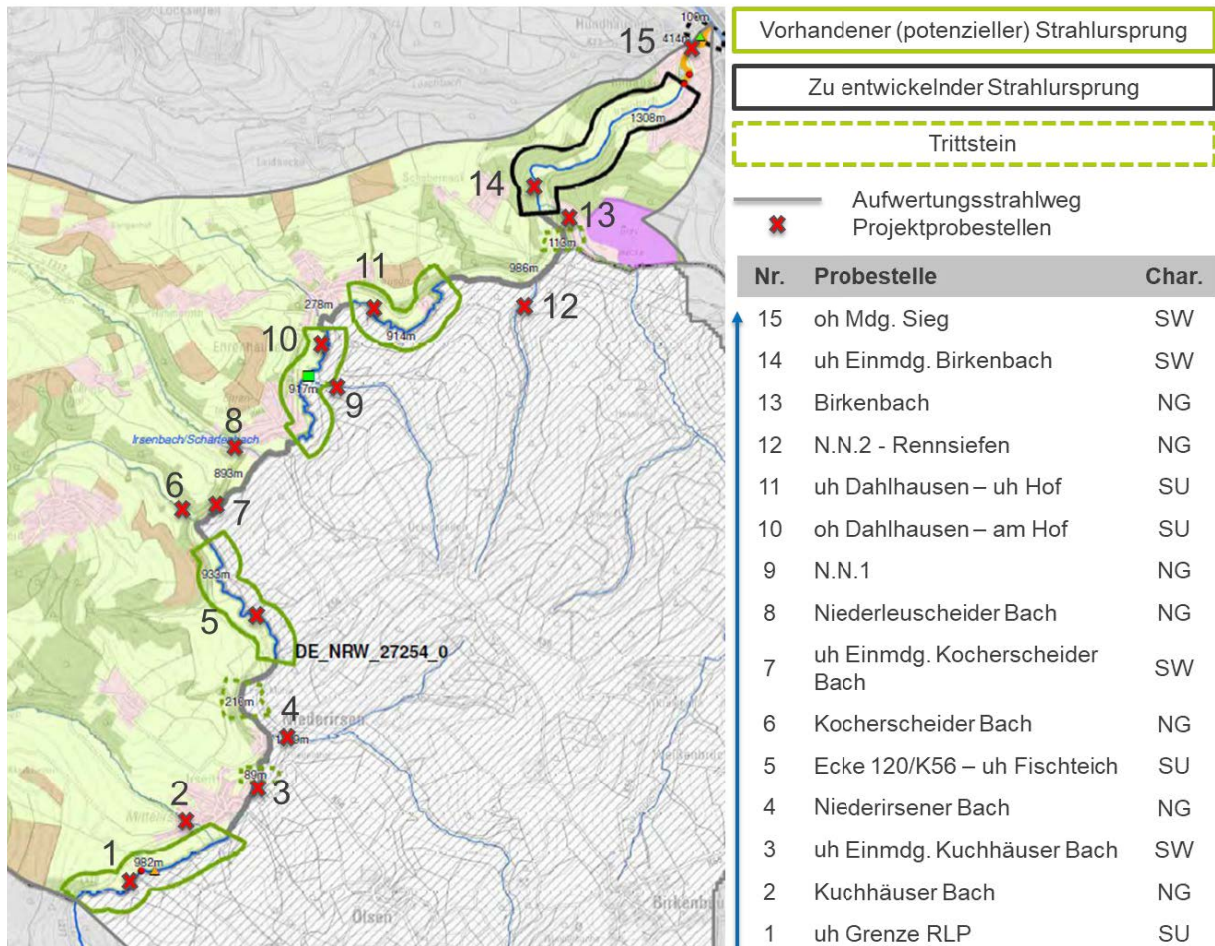 Hundhausen
100m
414m
15
1308m
14
13
113m
986m
11
278m
12
914m
10
917m
9
8
Irsenbach/Schärfenbach
893m
6
7
933m
5
DE_NRW_27254_0
216m
4
Niederirsen
89m
3
2
1
982m
Ölsen
Vorhandener (potenzieller) Strahlursprung
Zu entwickelnder Strahlursprung
Trittstein
Aufwertungsstrahlweg
Projektprobestellen
Nr. Probestelle Char.
15 oh Mdg. Sieg SW
14 uh Einmdg. Birkenbach SW
13 Birkenbach NG
12 N.N.2 - Rennsiefen NG
11 uh Dahlhausen – uh Hof SU
10 oh Dahlhausen – am Hof SU
9 N.N.1 NG
8 Niederleuscheider Bach NG
7 uh Einmdg. Kocherscheider Bach SW
6 Kocherscheider Bach NG
5 Ecke 120/K56 – uh Fischteich SU
4 Niederirsener Bach NG
3 uh Einmdg. Kuchhäuser Bach SW
2 Kuchhäuser Bach NG
1 uh Grenze RLP SU